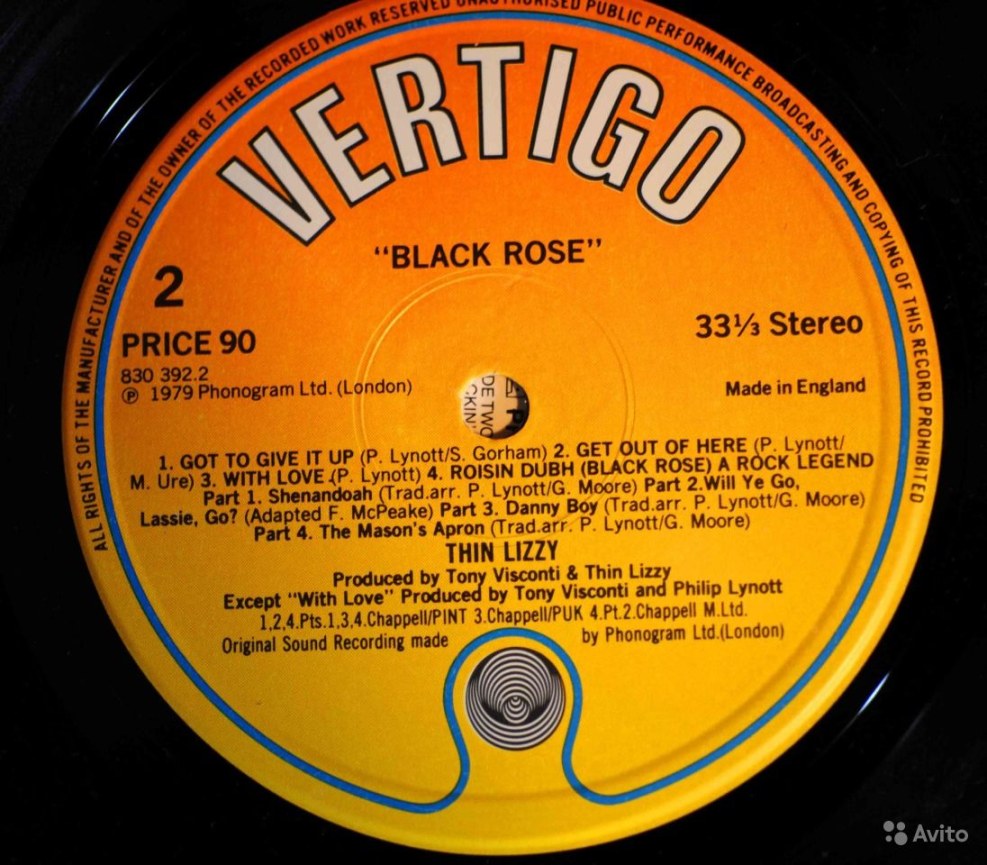 ALL RIGHTS OF THE MANUFACTURER AND OF THE OWNER OF THE RECORDED WORK RESERVED UNAUTHORISED PUBLIC PERFORMANCE BROADCASTING AND COPYING OF THIS RECORD PROHIBITED
VERTIGO
"BLACK ROSE"
2
33⅓ Stereo
PRICE 90
830 392.2
℗ 1979 Phonogram Ltd. (London)
Made in England
DE TWO
CKIN'
1. GOT TO GIVE IT UP (P. Lynott/S. Gorham) 2. GET OUT OF HERE (P. Lynott/
M. Ure) 3. WITH LOVE (P. Lynott) 4. ROISIN DUBH (BLACK ROSE) A ROCK LEGEND
Part 1. Shenandoah (Trad.arr. P. Lynott/G. Moore) Part 2.Will Ye Go,
Lassie, Go? (Adapted F. McPeake) Part 3. Danny Boy (Trad.arr. P. Lynott/G. Moore)
Part 4. The Mason's Apron (Trad.arr. P. Lynott/G. Moore)
THIN LIZZY
Produced by Tony Visconti & Thin Lizzy
Except "With Love" Produced by Tony Visconti and Philip Lynott
1,2,4.Pts.1,3,4.Chappell/PINT 3.Chappell/PUK 4.Pt.2.Chappell M.Ltd.
Original Sound Recording made by Phonogram Ltd.(London)
Avito